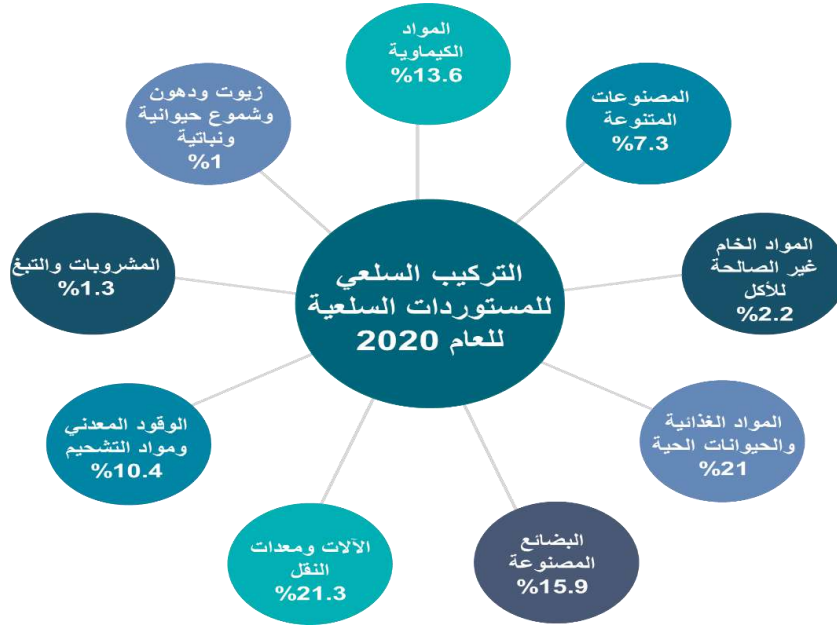 المواد
الكيماوية
%13.6
المصنوعات
المتنوعة
%7.3
زيوت ودهون
وشموع حيوانية
ونباتية
%1
المواد الخام
غير الصالحة
للأكل
%2.2
المشروبات والتبغ
%1.3
التركيب السلعي
للمستوردات السلعية
للعام 2020
المواد الغذائية
والحيوانات الحية
%21
الوقود المعدني
ومواد التشحيم
%10.4
البضائع
المصنوعة
%15.9
الآلات ومعدات
النقل
%21.3